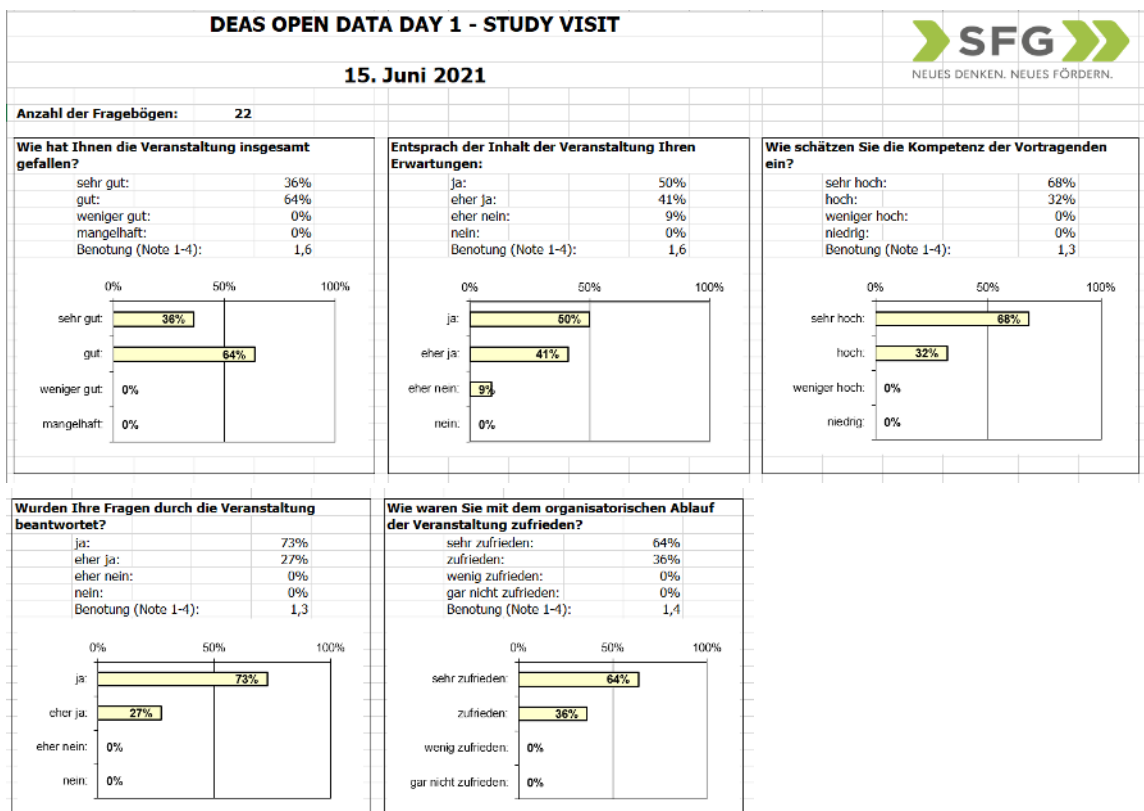 DEAS OPEN DATA DAY 1 - STUDY VISIT
15. Juni 2021
SFG
NEUES DENKEN. NEUES FÖRDERN.
Anzahl der Fragebögen: 22
Wie hat Ihnen die Veranstaltung insgesamt
gefallen?
sehr gut: 36%
gut: 64%
weniger gut: 0%
mangelhaft: 0%
Benotung (Note 1-4): 1,6
0% 50% 100%
sehr gut: 36%
gut: 64%
weniger gut: 0%
mangelhaft: 0%
Entsprach der Inhalt der Veranstaltung Ihren
Erwartungen:
ja: 50%
eher ja: 41%
eher nein: 9%
nein: 0%
Benotung (Note 1-4): 1,6
0% 50% 100%
ja: 50%
eher ja: 41%
eher nein: 9%
nein: 0%
Wie schätzen Sie die Kompetenz der Vortragenden
ein?
sehr hoch: 68%
hoch: 32%
weniger hoch: 0%
niedrig: 0%
Benotung (Note 1-4): 1,3
0% 50% 100%
sehr hoch: 68%
hoch: 32%
weniger hoch: 0%
niedrig: 0%
Wurden Ihre Fragen durch die Veranstaltung
beantwortet?
ja: 73%
eher ja: 27%
eher nein: 0%
nein: 0%
Benotung (Note 1-4): 1,3
0% 50% 100%
ja: 73%
eher ja: 27%
eher nein: 0%
nein: 0%
Wie waren Sie mit dem organisatorischen Ablauf
der Veranstaltung zufrieden?
sehr zufrieden: 64%
zufrieden: 36%
wenig zufrieden: 0%
gar nicht zufrieden: 0%
Benotung (Note 1-4): 1,4
0% 50% 100%
sehr zufrieden: 64%
zufrieden: 36%
wenig zufrieden: 0%
gar nicht zufrieden: 0%